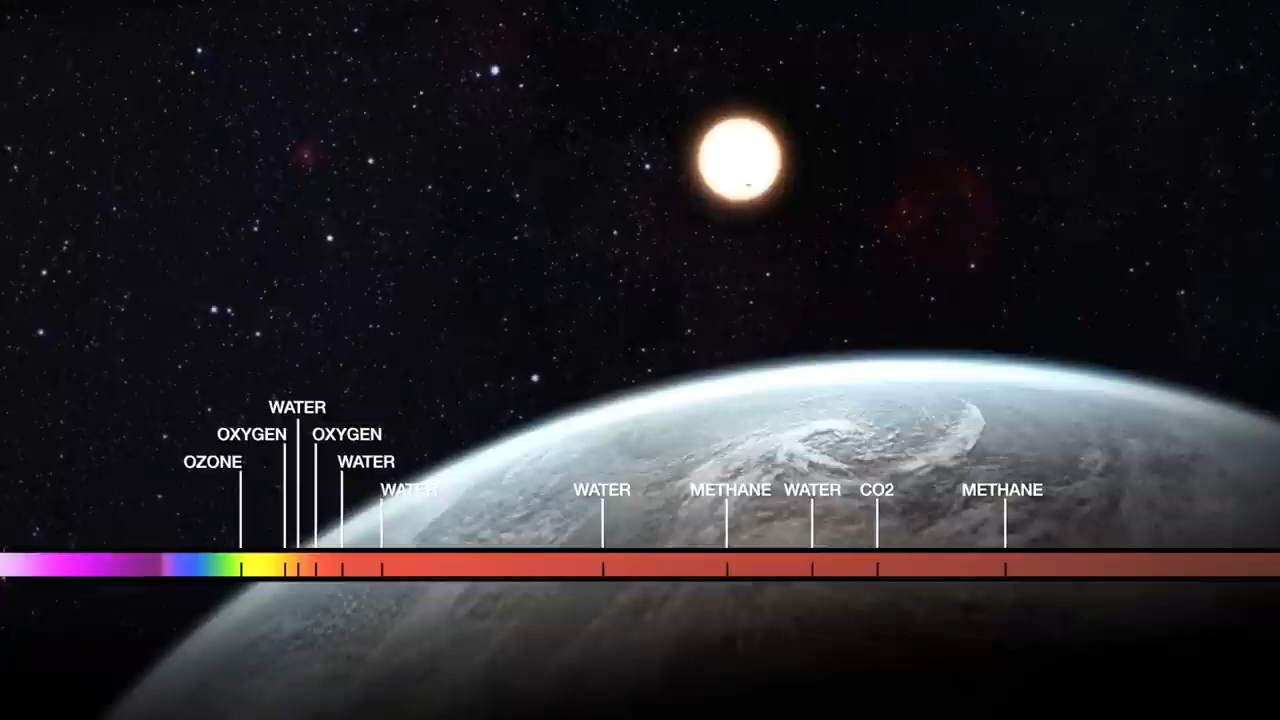 WATER
OXYGEN OXYGEN
OZONE WATER
WATER WATER METHANE WATER CO2 METHANE